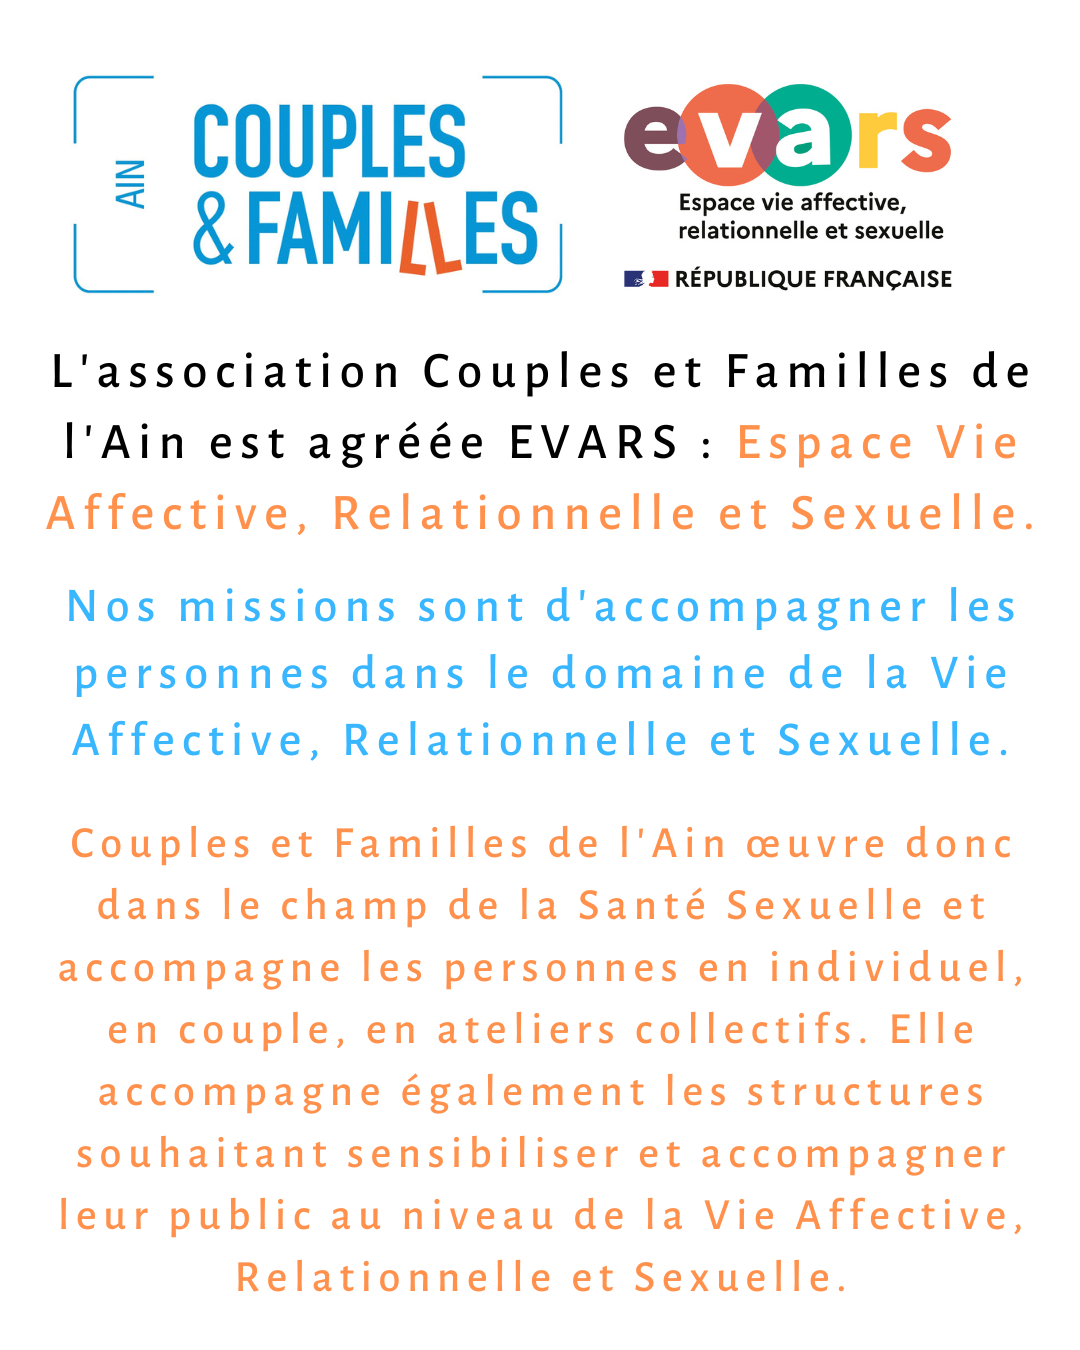 AIN
COUPLES
& FAMILLES
evars
Espace vie affective,
relationnelle et sexuelle
RÉPUBLIQUE FRANÇAISE
L'association Couples et Familles de
l'Ain est agréée EVARS : Espace Vie
Affective, Relationnelle et Sexuelle.
Nos missions sont d'accompagner les
personnes dans le domaine de la Vie
Affective, Relationnelle et Sexuelle.
Couples et Familles de l'Ain œuvre donc
dans le champ de la Santé Sexuelle et
accompagne les personnes en individuel,
en couple, en ateliers collectifs. Elle
accompagne également les structures
souhaitant sensibiliser et accompagner
leur public au niveau de la Vie Affective,
Relationnelle et Sexuelle.